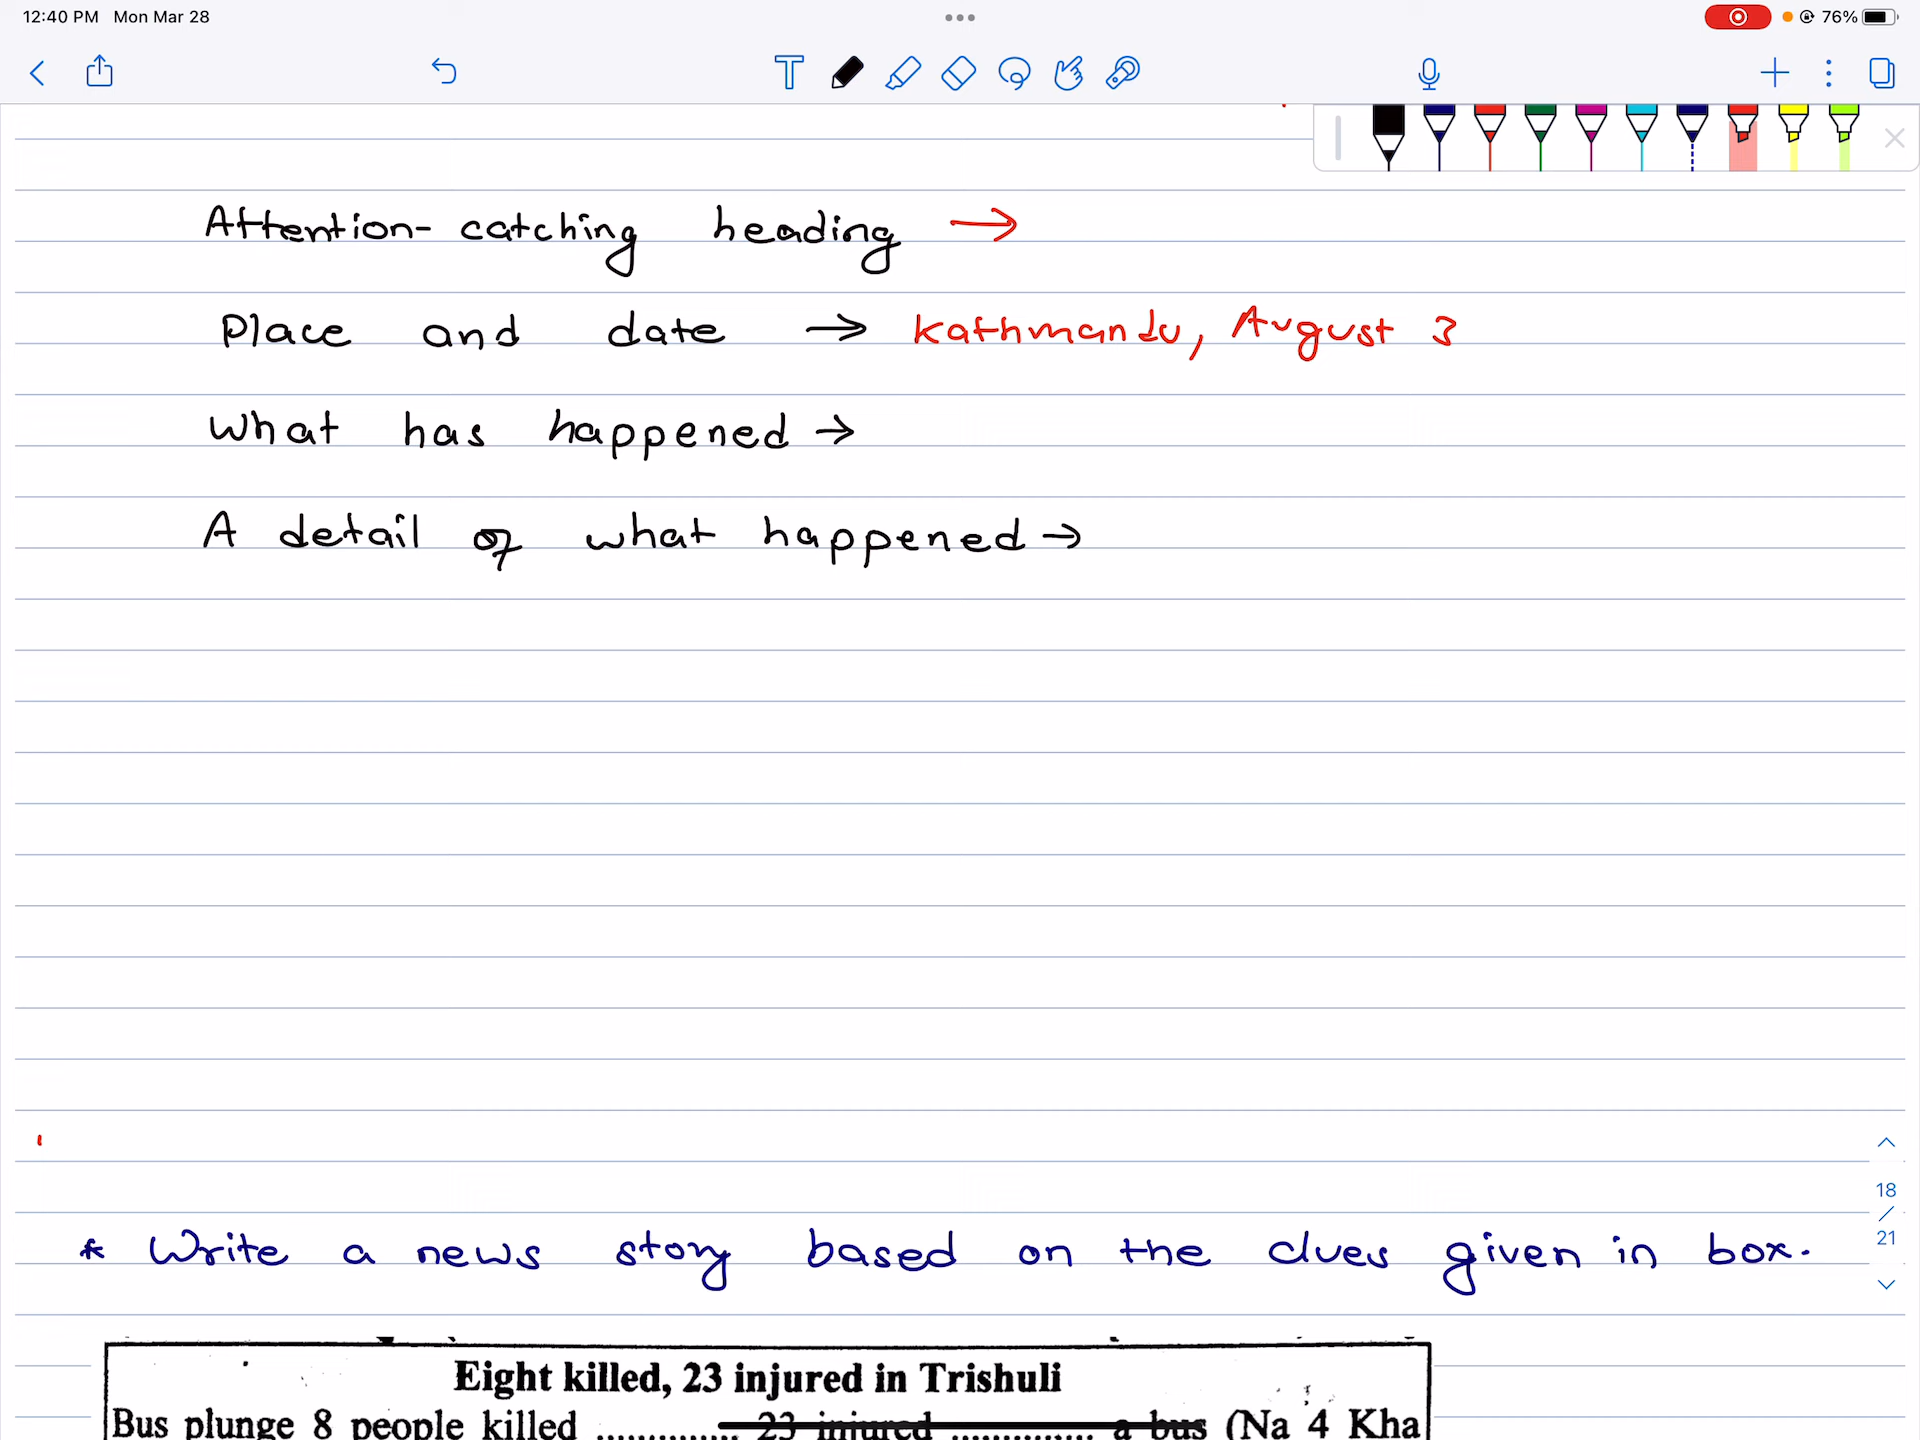 12:40 PM Mon Mar 28
76%
Attention-catching heading →
Place and date → Kathmandu, August 3
What has happened →
A detail of what happened →
18
/
21
* Write a news story based on the clues given in box.
Eight killed, 23 injured in Trishuli
Bus plunge 8 people killed .............. 23 injured .............. a bus (Na 4 Kha